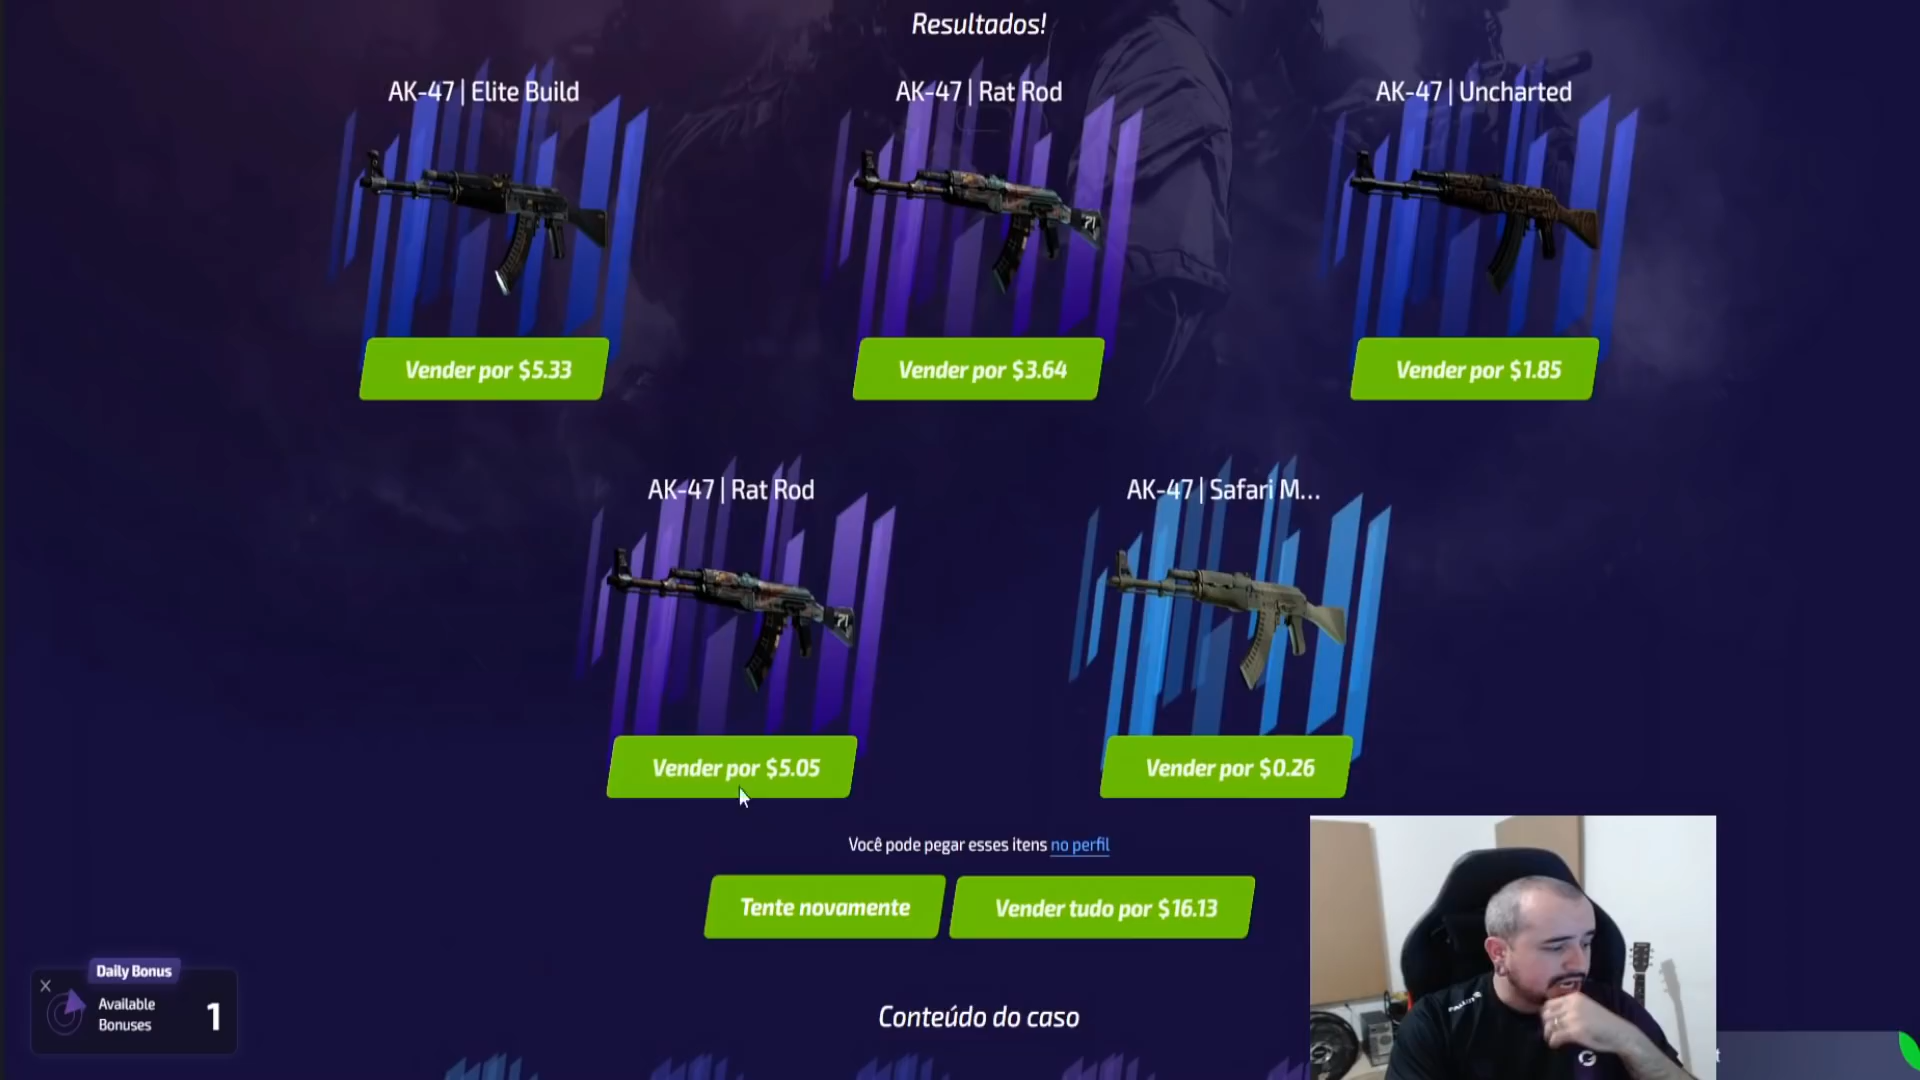 Resultados!
AK-47 | Elite Build
AK-47 | Rat Rod
AK-47 | Uncharted
71
Vender por $5.33
Vender por $3.64
Vender por $1.85
AK-47 | Rat Rod
AK-47 | Safari M...
71
Vender por $5.05
Vender por $0.26
Você pode pegar esses itens no perfil
Tente novamente
Vender tudo por $16.13
Daily Bonus
Available
Bonuses
1
Conteúdo do caso